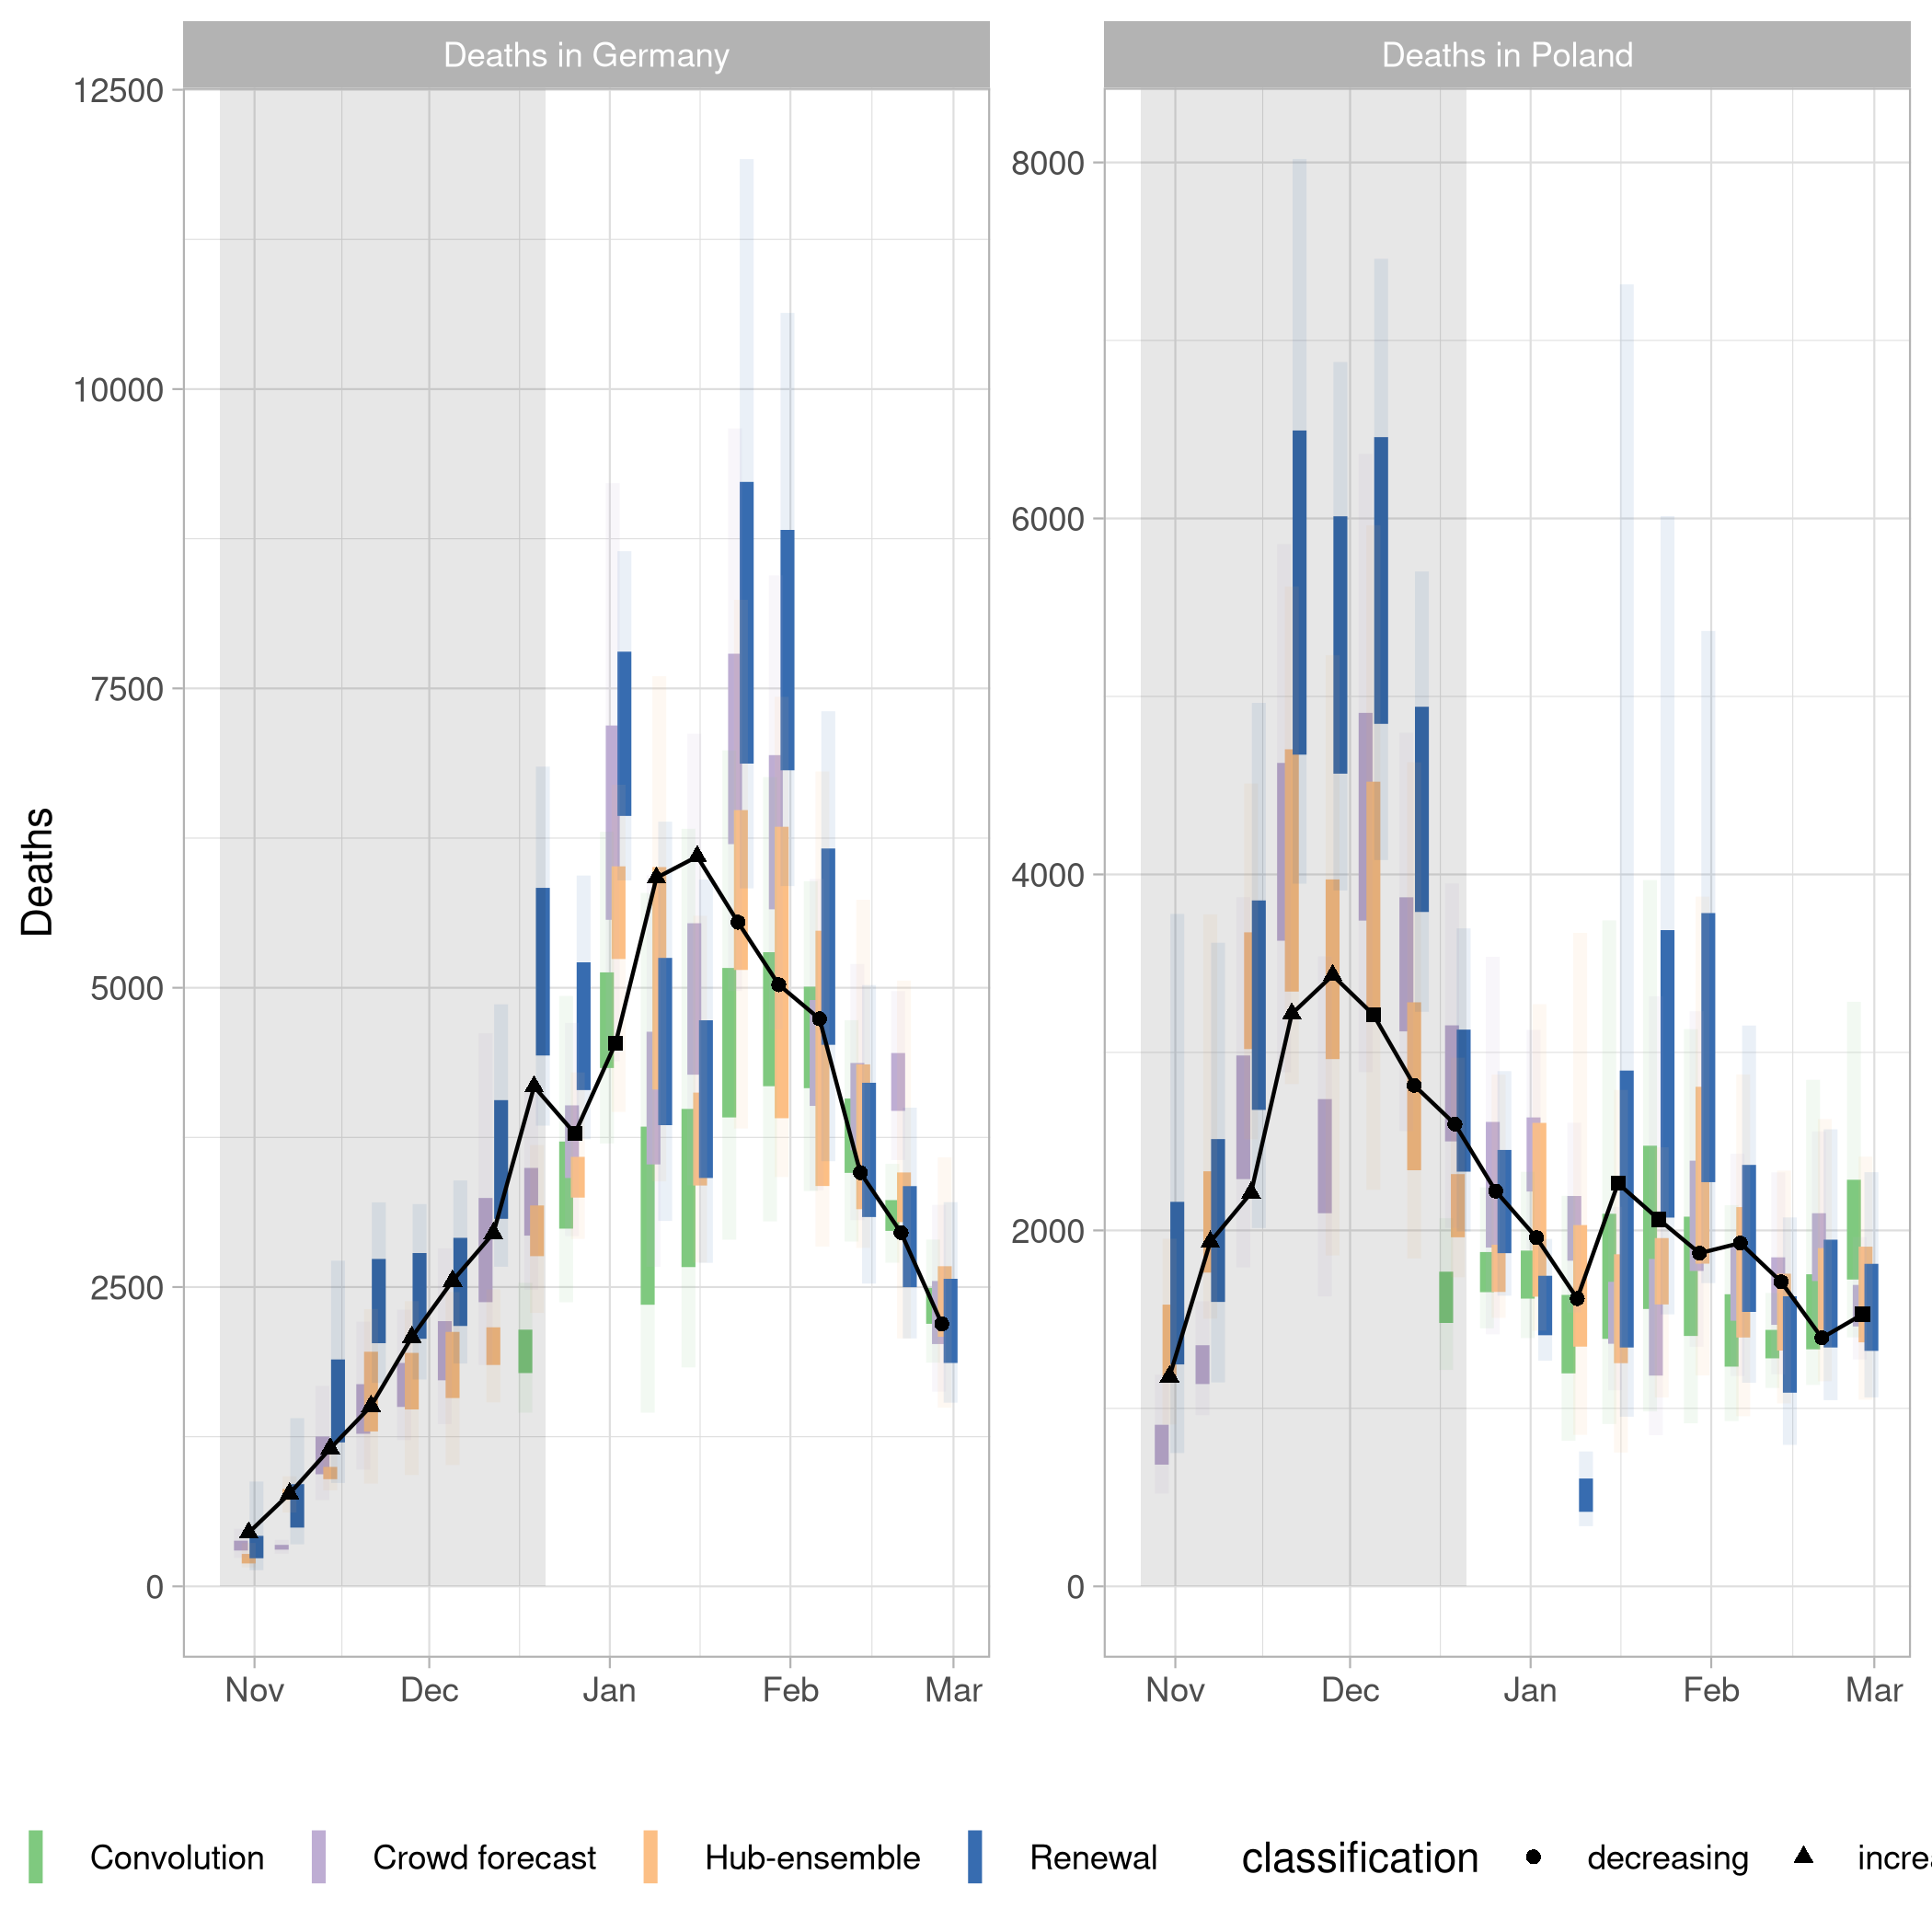 Deaths in Germany
Deaths in Poland
Deaths
12500
10000
7500
5000
2500
0
8000
6000
4000
2000
0
Nov Dec Jan Feb Mar
Nov Dec Jan Feb Mar
Convolution Crowd forecast Hub-ensemble Renewal classification decreasing incre